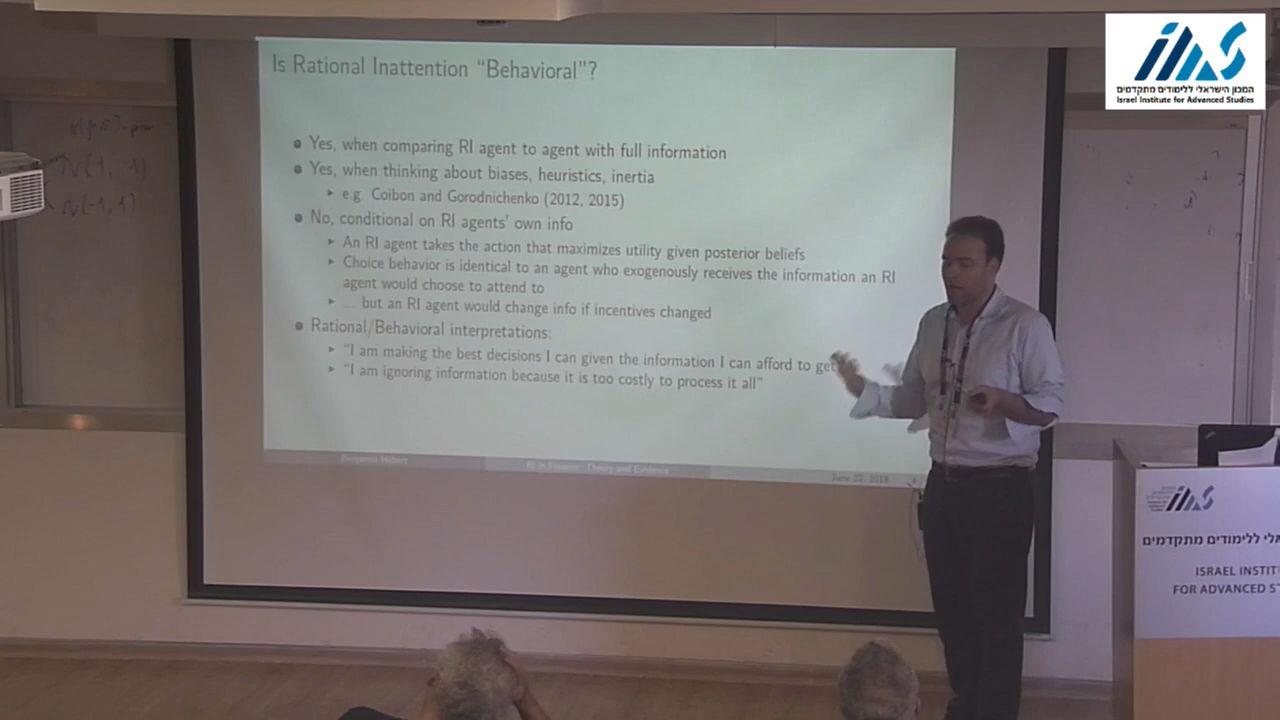 Is Rational Inattention “Behavioral”?
Yes, when comparing RI agent to agent with full information
Yes, when thinking about biases, heuristics, inertia
e.g. Coibon and Gorodnichenko (2012, 2015)
No, conditional on RI agents' own info
An RI agent takes the action that maximizes utility given posterior beliefs
Choice behavior is identical to an agent who exogenously receives the information an RI
agent would choose to attend to
... but an RI agent would change info if incentives changed
Rational/Behavioral interpretations:
“I am making the best decisions I can given the information I can afford to get
“I am ignoring information because it is too costly to process it all”
RI in Finance: Theory and Evidence
June 22, 2018
N(1, 1)
N(-1, 1)
המכון הישראלי ללימודים מתקדמים
Israel Institute for Advanced Studies
ללימודים מתקדמים
ISRAEL INSTIT
FOR ADVANCED S